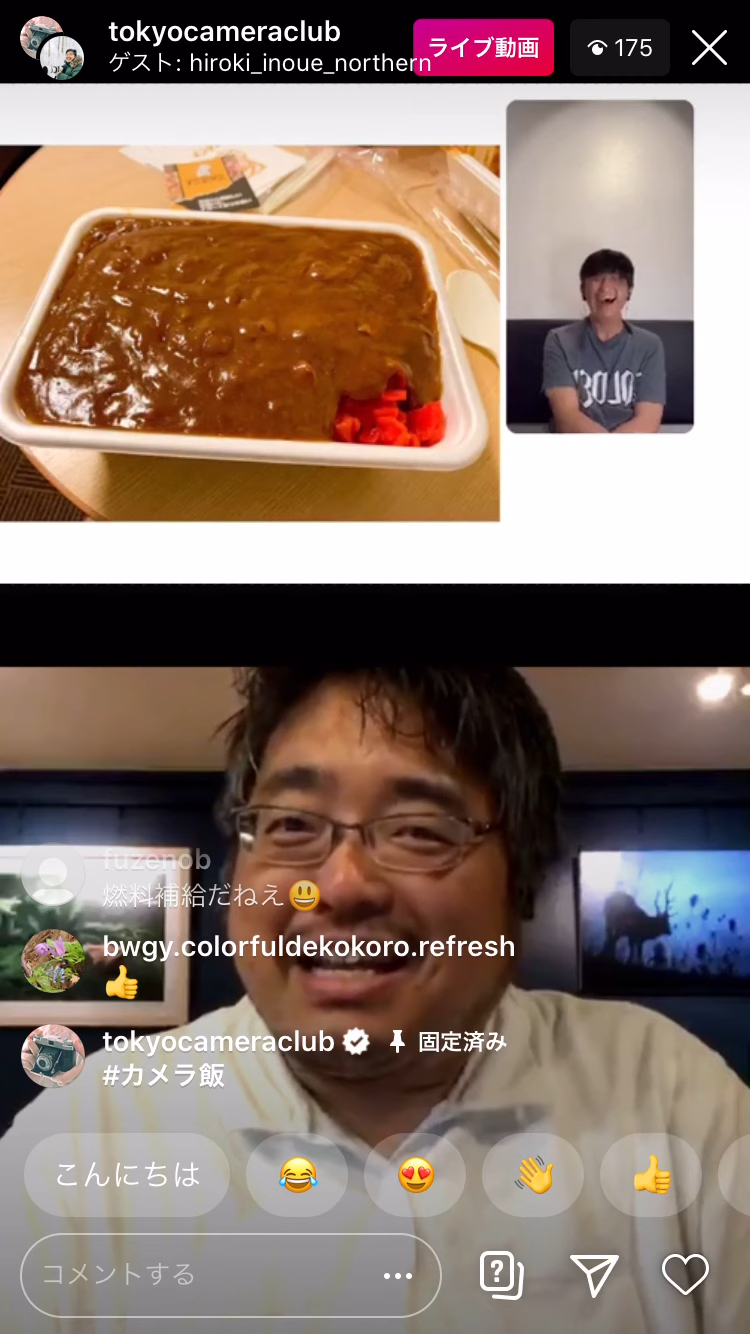 tokyocameraclub
ゲスト: hiroki_inoue_northern
ライブ動画
175
fuzenob
燃料補給だねえ😃
bwgy.colorfuldekokoro.refresh
👍
tokyocameraclub 固定済み
#カメラ飯
こんにちは 😂 😍 👋 👍
コメントする